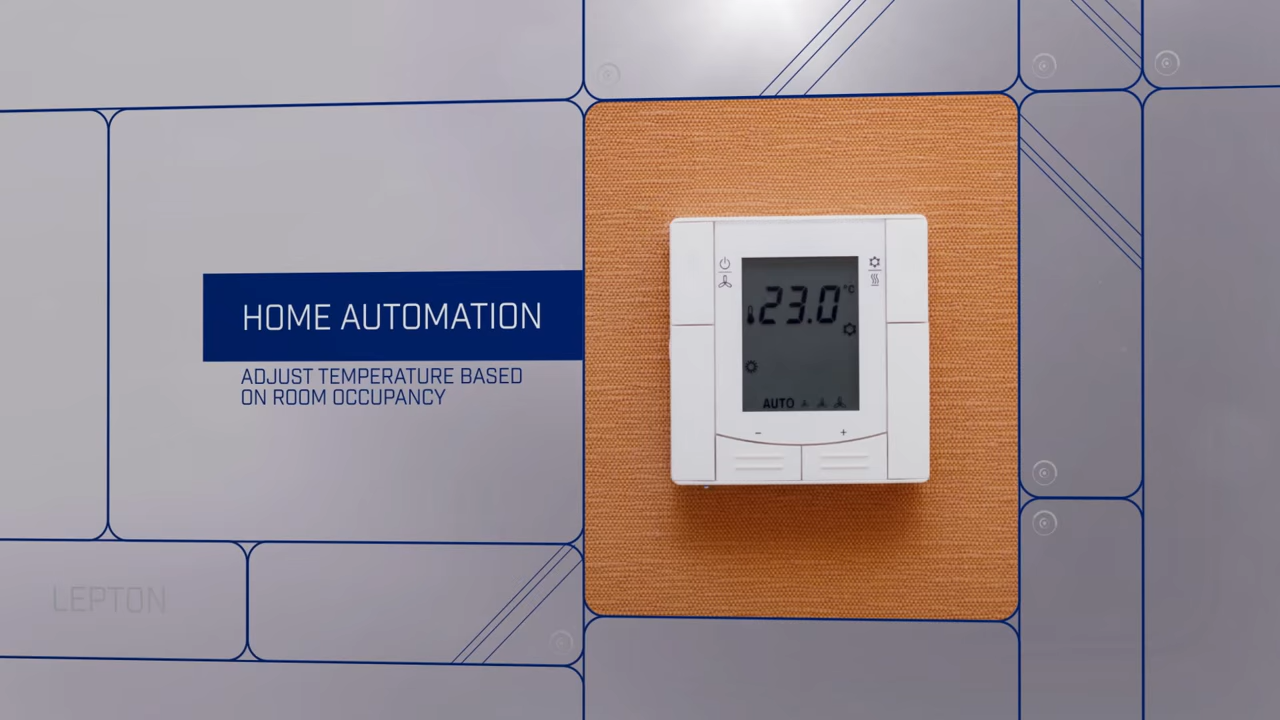 HOME AUTOMATION
ADJUST TEMPERATURE BASED
ON ROOM OCCUPANCY
23.0 °C
AUTO
- +
LEPTON